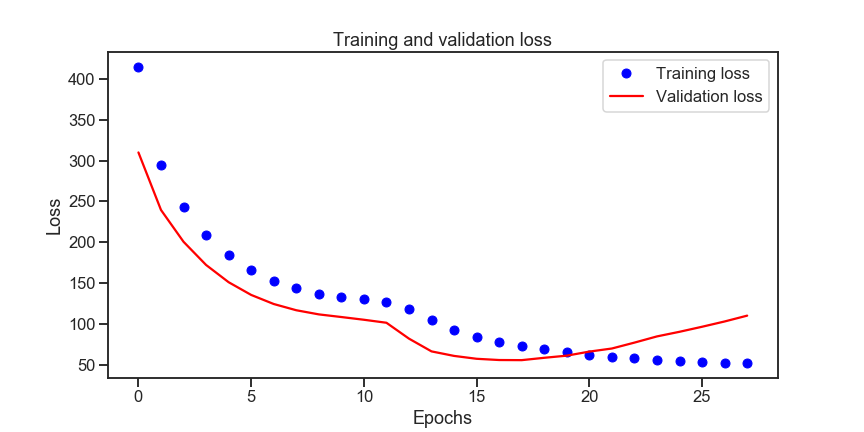 Training and validation loss
Training loss
Validation loss
Loss
400
350
300
250
200
150
100
50
0 5 10 15 20 25
Epochs